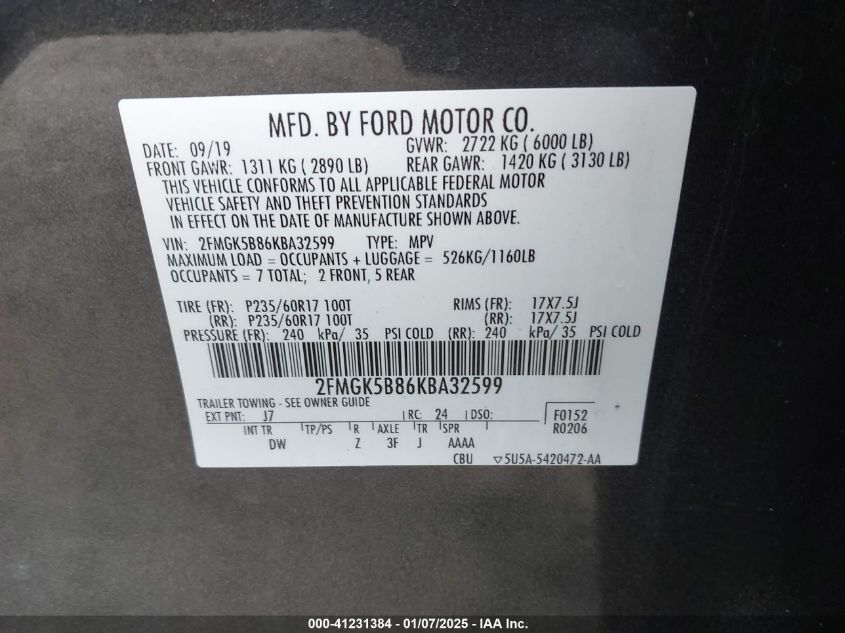 MFD. BY FORD MOTOR CO.
DATE: 09/19 GVWR: 2722 KG ( 6000 LB)
FRONT GAWR: 1311 KG ( 2890 LB) REAR GAWR: 1420 KG ( 3130 LB)
THIS VEHICLE CONFORMS TO ALL APPLICABLE FEDERAL MOTOR
VEHICLE SAFETY AND THEFT PREVENTION STANDARDS
IN EFFECT ON THE DATE OF MANUFACTURE SHOWN ABOVE.
VIN: 2FMGK5B86KBA32599 TYPE: MPV
MAXIMUM LOAD = OCCUPANTS + LUGGAGE = 526KG/1160LB
OCCUPANTS = 7 TOTAL; 2 FRONT, 5 REAR
TIRE (FR): P235/60R17 100T RIMS (FR): 17X7.5J
(RR): P235/60R17 100T (RR): 17X7.5J
PRESSURE (FR): 240 kPa/ 35 PSI COLD (RR): 240 kPa/ 35 PSI COLD
2FMGK5B86KBA32599
TRAILER TOWING - SEE OWNER GUIDE
EXT PNT: J7 RC: 24 DSO: F0152
INT TR TP/PS R AXLE TR SPR R0206
DW Z 3F J AAAA
CBU ▽5U5A-5420472-AA
000-41231384 - 01/07/2025 - IAA Inc.